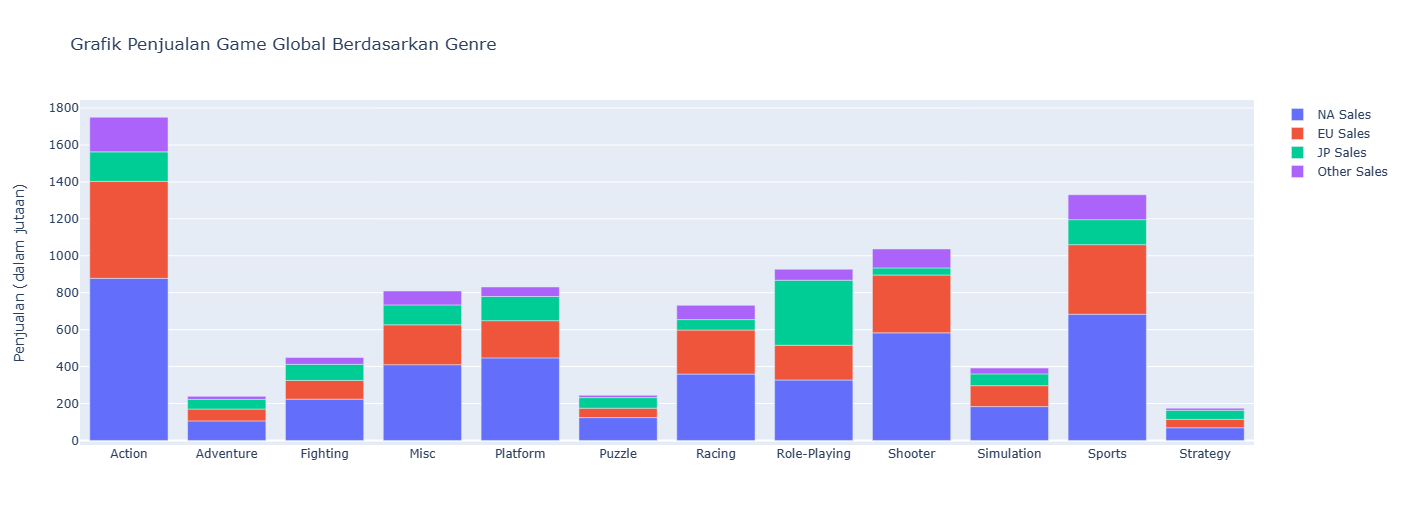 Grafik Penjualan Game Global Berdasarkan Genre
Penjualan (dalam jutaan)
1800
1600
1400
1200
1000
800
600
400
200
0
Action Adventure Fighting Misc Platform Puzzle Racing Role-Playing Shooter Simulation Sports Strategy
NA Sales
EU Sales
JP Sales
Other Sales